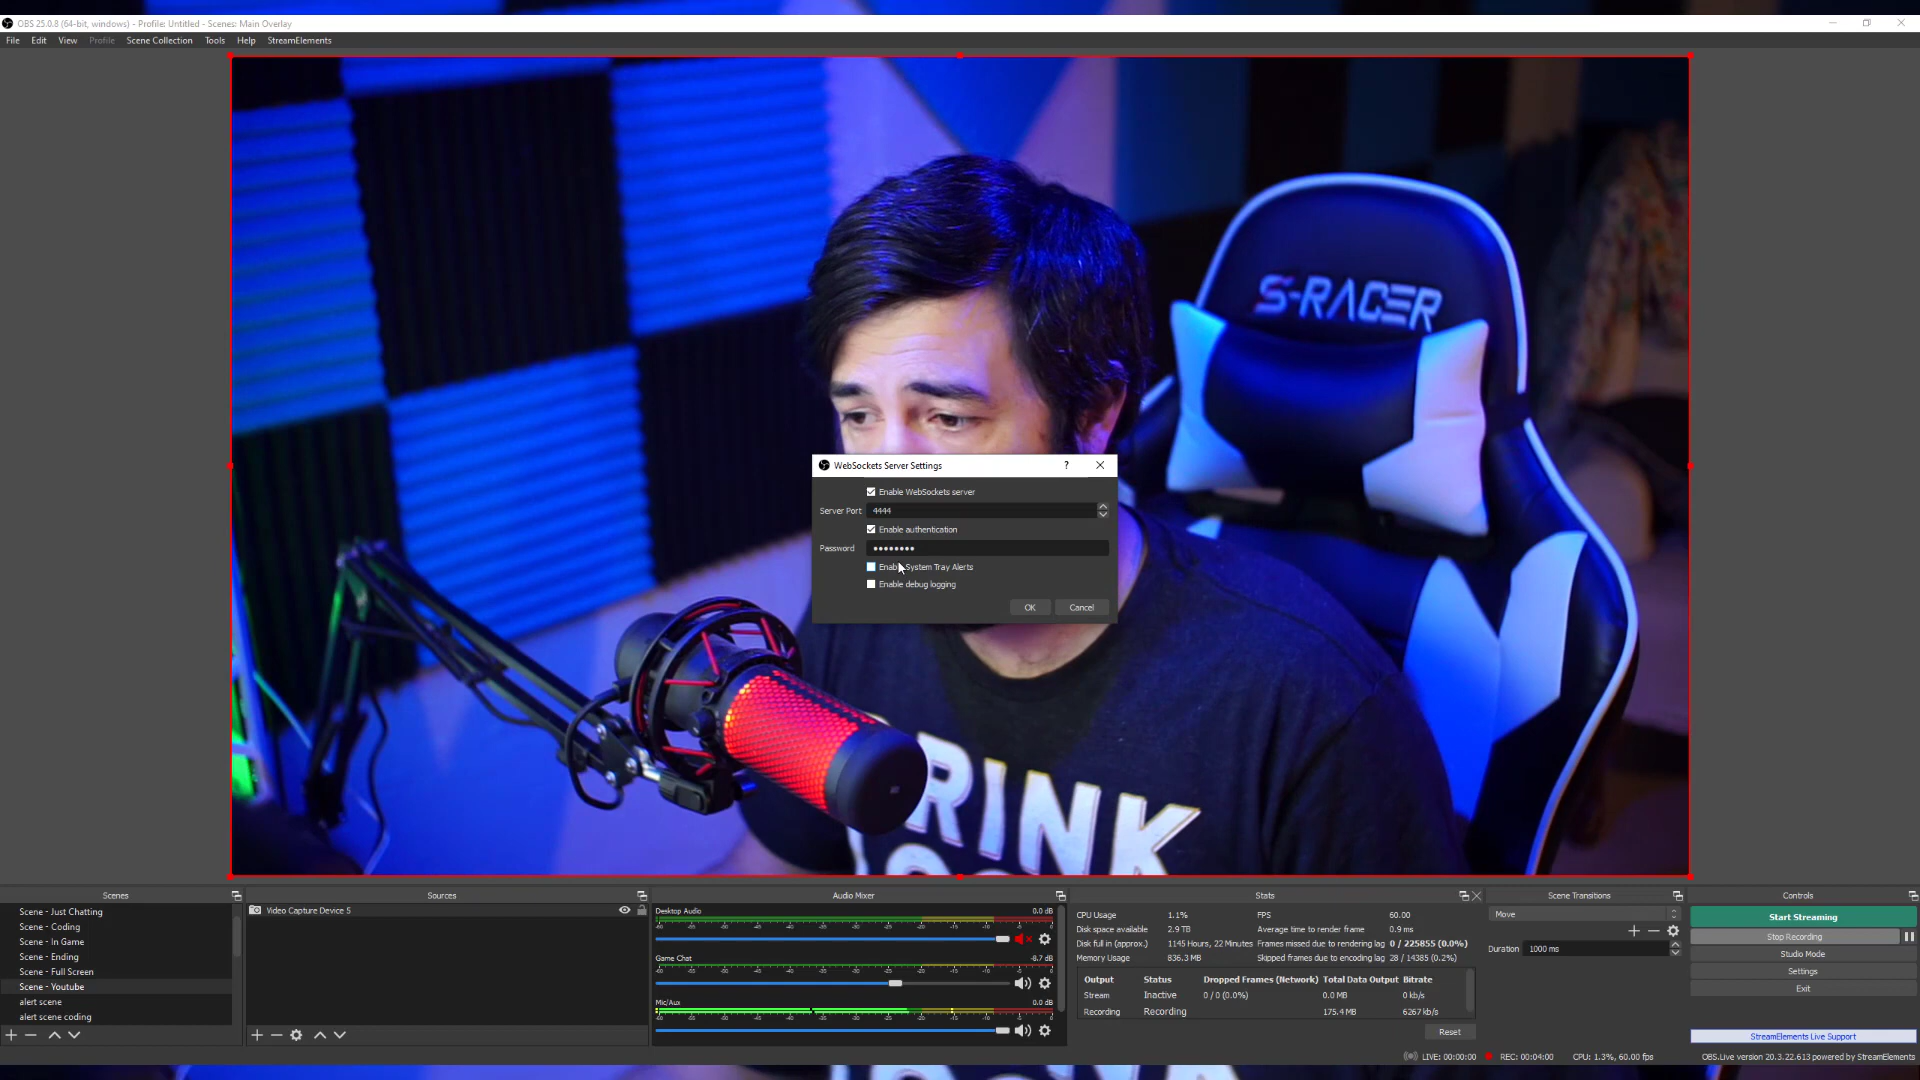 OBS 25.0.8 (64-bit, windows) - Profile: Untitled - Scenes: Main Overlay
File Edit View Profile Scene Collection Tools Help StreamElements
S-RACER
WebSockets Server Settings ?
Enable WebSockets server
Server Port 4444
Enable authentication
Password ••••••••
Enable System Tray Alerts
Enable debug logging
OK Cancel
RINK
Scenes
Scene - Just Chatting
Scene - Coding
Scene - In Game
Scene - Ending
Scene - Full Screen
Scene - Youtube
alert scene
alert scene coding
Sources
Video Capture Device 5
Audio Mixer
Desktop Audio 0.0 dB
Game Chat -8.7 dB
Mic/Aux 0.0 dB
Stats
CPU Usage 1.1% FPS 60.00
Disk space available 2.9 TB Average time to render frame 0.9 ms
Disk full in (approx.) 1145 Hours, 22 Minutes Frames missed due to rendering lag 0 / 225855 (0.0%)
Memory Usage 836.3 MB Skipped frames due to encoding lag 28 / 14385 (0.2%)
Output Status Dropped Frames (Network) Total Data Output Bitrate
Stream Inactive 0 / 0 (0.0%) 0.0 MB 0 kb/s
Recording Recording 175.4 MB 6267 kb/s
Reset
Scene Transitions
Move
Duration 1000 ms
Controls
Start Streaming
Stop Recording
Studio Mode
Settings
Exit
StreamElements Live Support
LIVE: 00:00:00 REC: 00:04:00 CPU: 1.3%, 60.00 fps OBS.Live version 20.3.22.613 powered by StreamElements